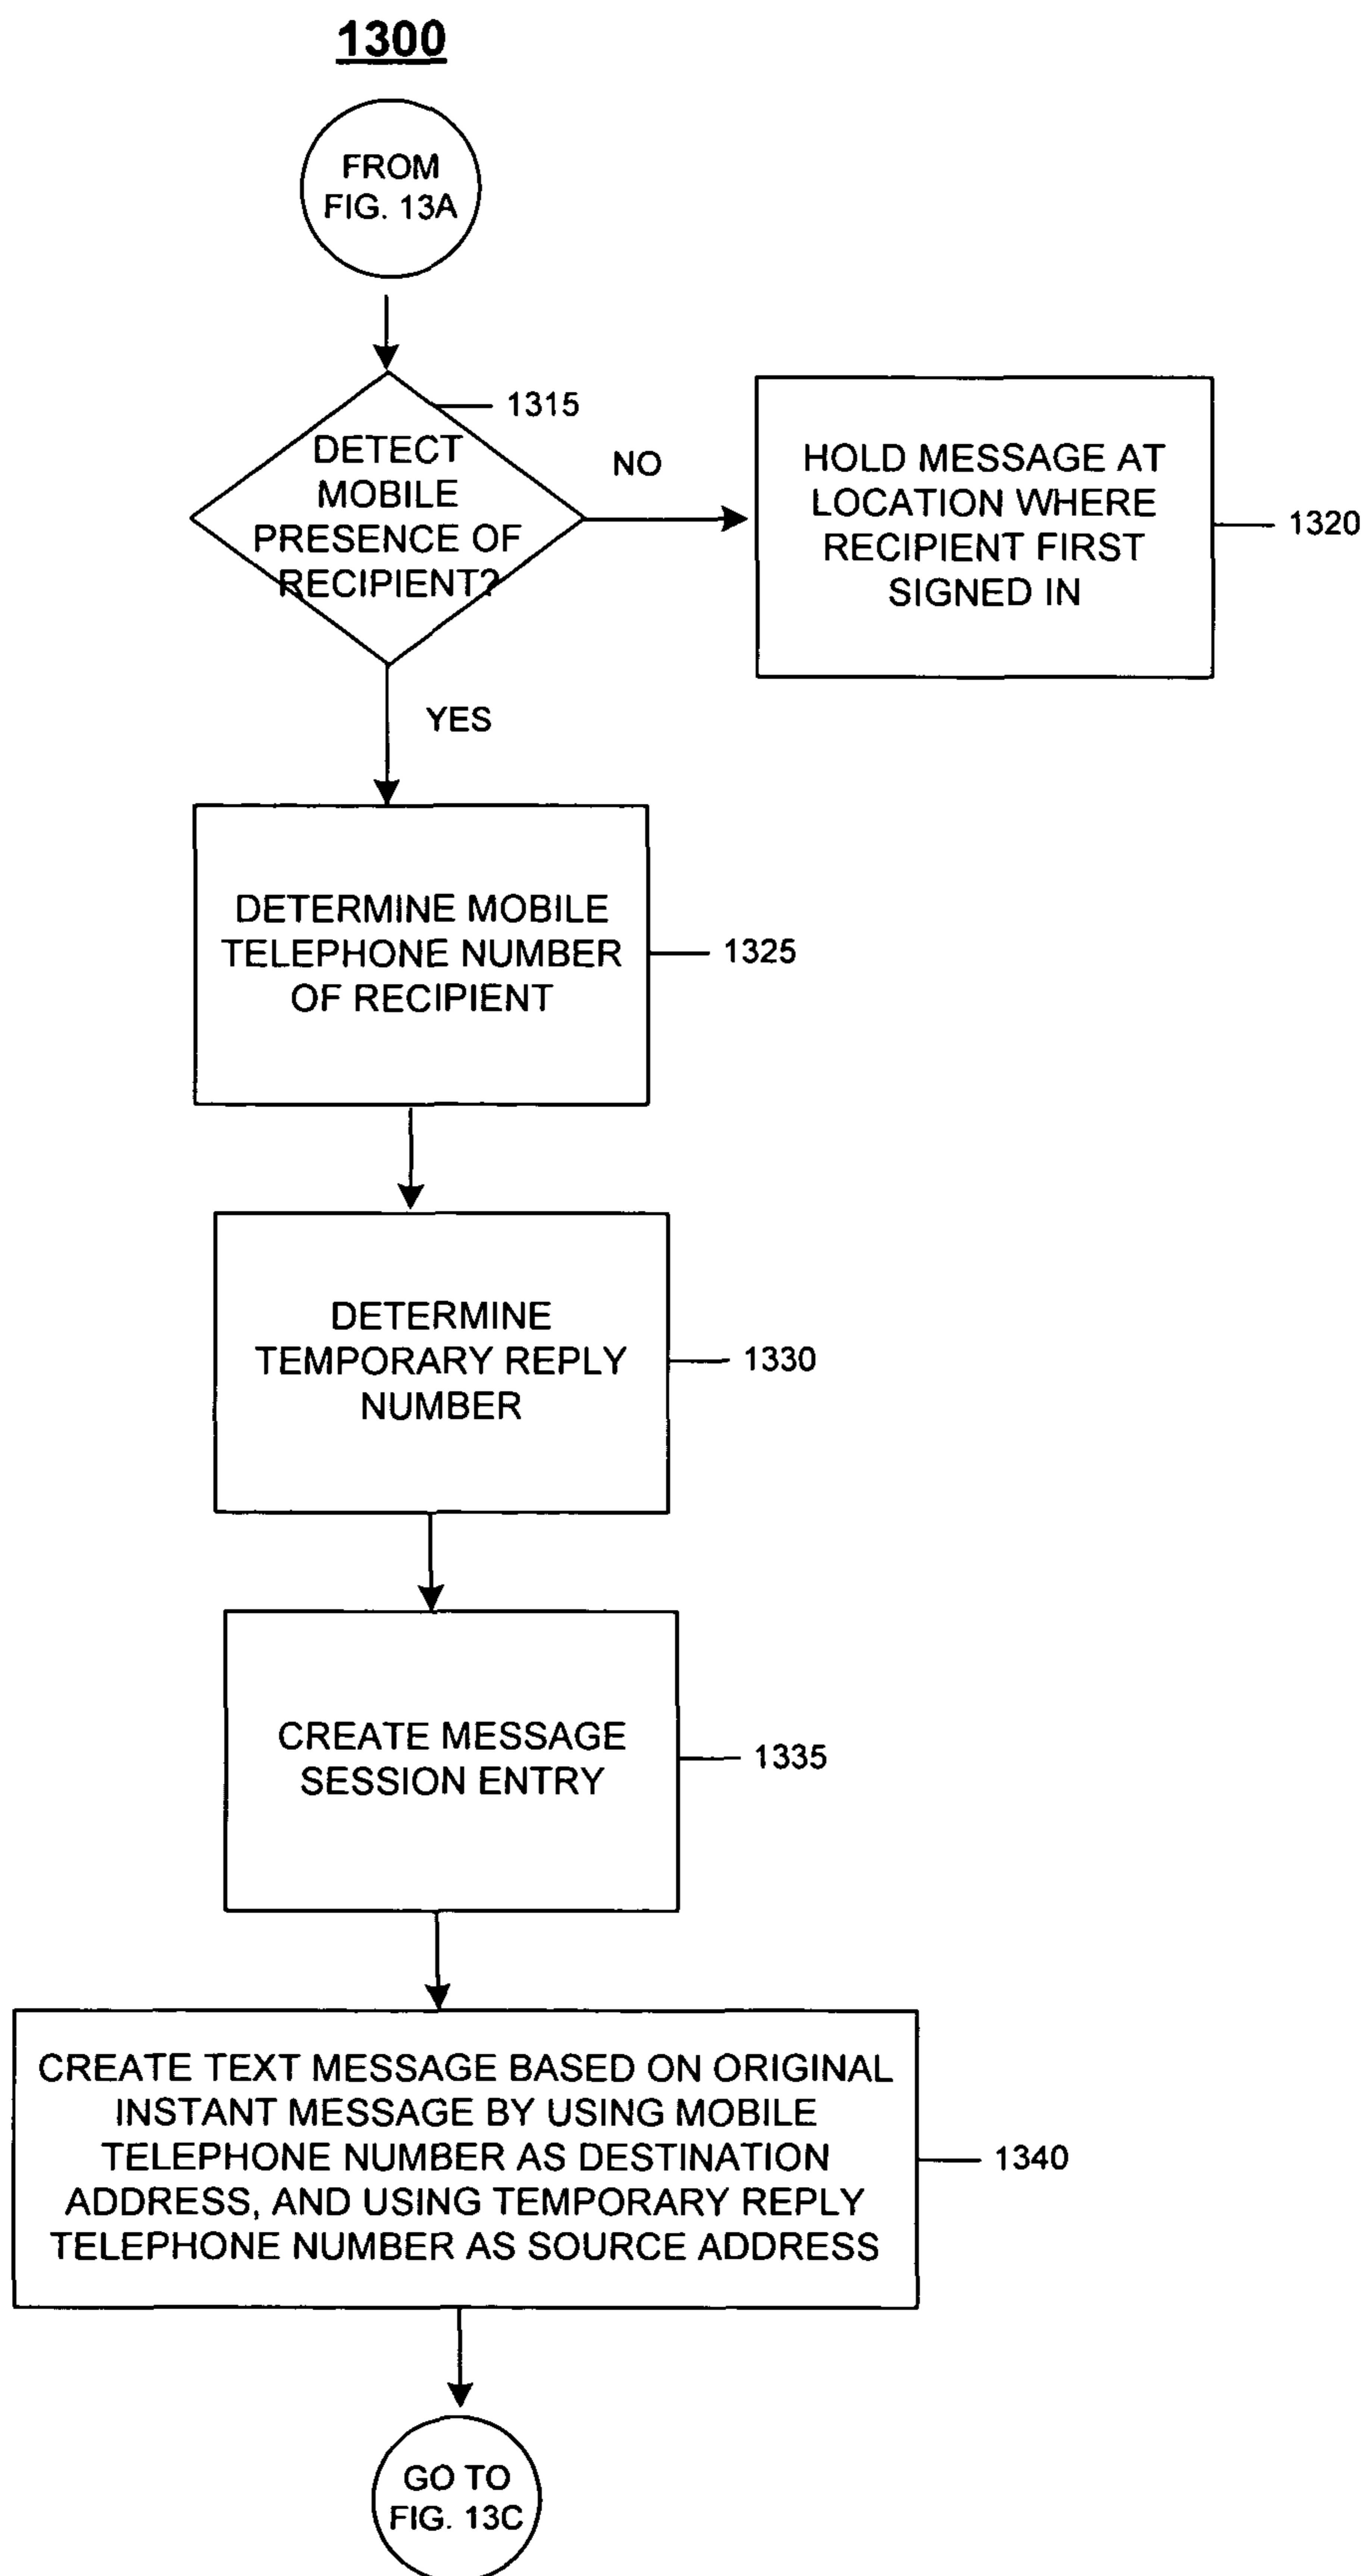 1300
FROM
FIG. 13A
1315
DETECT
MOBILE
PRESENCE OF
RECIPIENT?
NO
HOLD MESSAGE AT
LOCATION WHERE
RECIPIENT FIRST
SIGNED IN
1320
YES
DETERMINE MOBILE
TELEPHONE NUMBER
OF RECIPIENT
1325
DETERMINE
TEMPORARY REPLY
NUMBER
1330
CREATE MESSAGE
SESSION ENTRY
1335
CREATE TEXT MESSAGE BASED ON ORIGINAL
INSTANT MESSAGE BY USING MOBILE
TELEPHONE NUMBER AS DESTINATION
ADDRESS, AND USING TEMPORARY REPLY
TELEPHONE NUMBER AS SOURCE ADDRESS
1340
GO TO
FIG. 13C